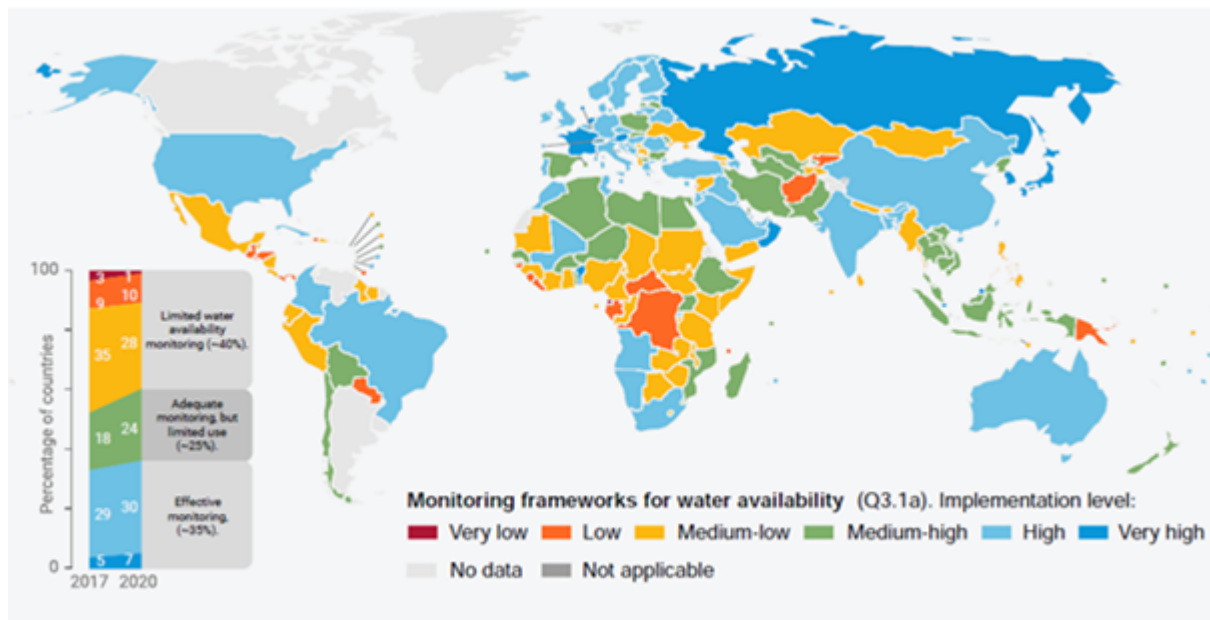 100
Percentage of countries
0
3
1
9
10
35
28
18
24
29
30
5
7
2017 2020
Limited water
availability
monitoring (~40%).
Adequate
monitoring, but
limited use
(~25%).
Effective
monitoring,
(~35%).
Monitoring frameworks for water availability (Q3.1a). Implementation level:
Very low Low Medium-low Medium-high High Very high
No data Not applicable